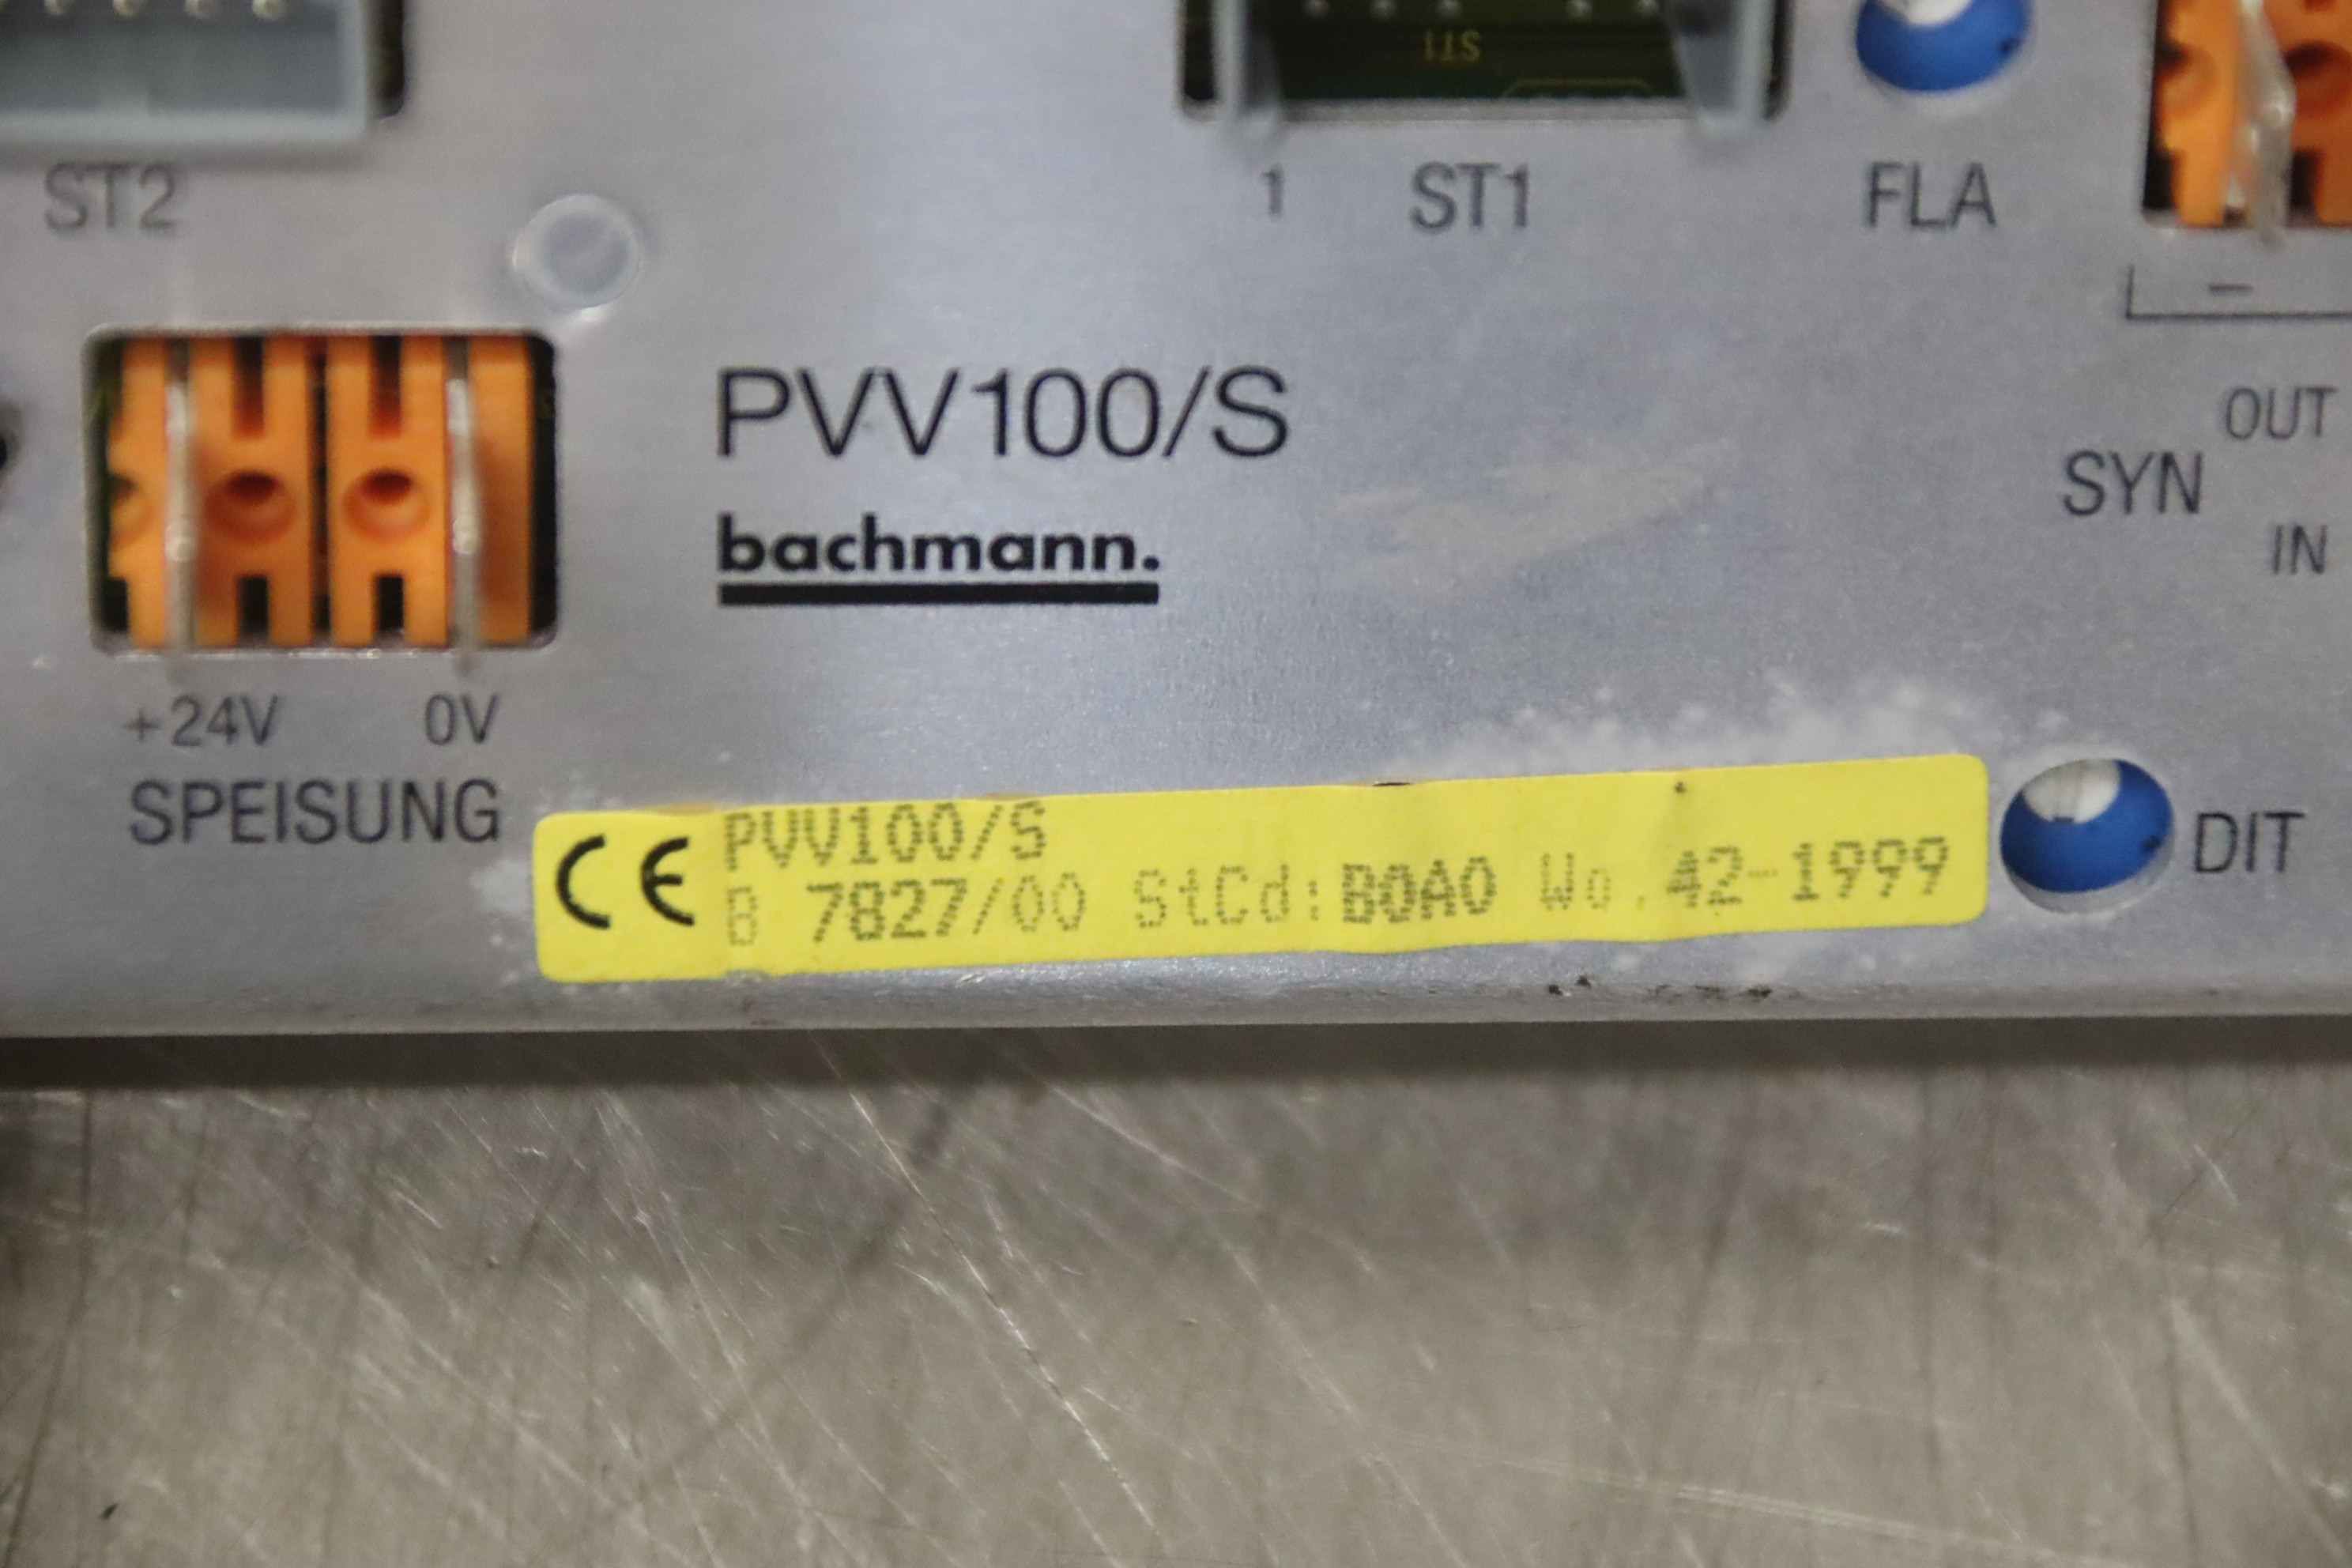 ST1
ST2
1 ST1 FLA
−
PVV100/S
OUT
SYN
IN
bachmann.
+24V 0V
SPEISUNG
DIT
CE PVV100/S
B 7827/00 StCd:B0A0 Wo.42-1999